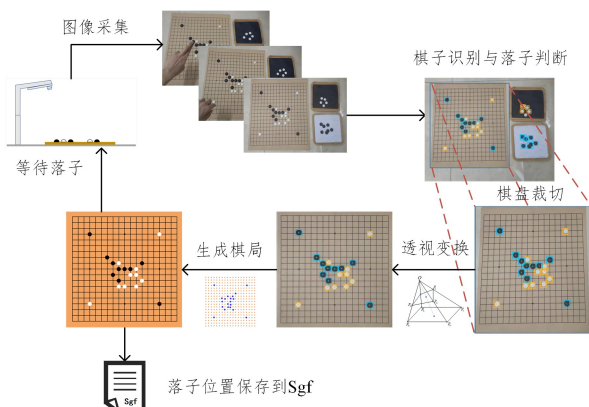 图像采集
棋子识别与落子判断
等待落子
棋盘裁切
生成棋局
透视变换
Sgf
落子位置保存到Sgf